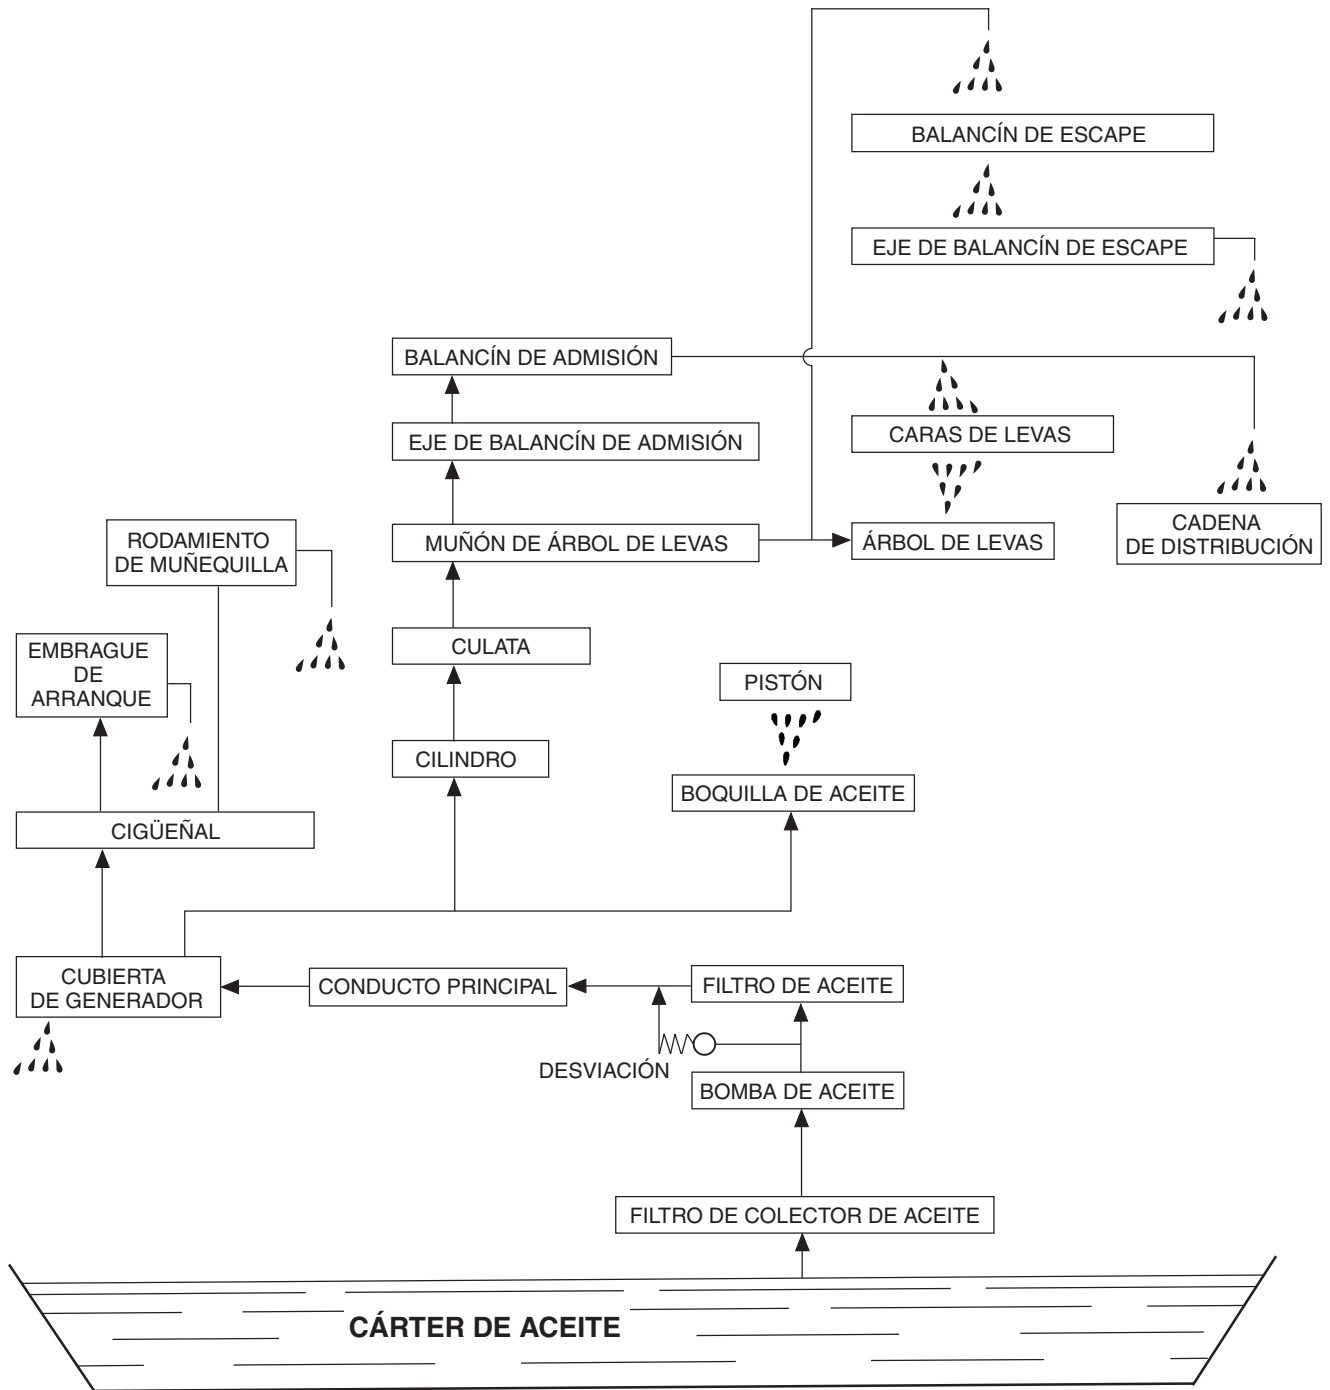 BALANCÍN DE ESCAPE
EJE DE BALANCÍN DE ESCAPE
BALANCÍN DE ADMISIÓN
EJE DE BALANCÍN DE ADMISIÓN
CARAS DE LEVAS
MUÑÓN DE ÁRBOL DE LEVAS
ÁRBOL DE LEVAS
CADENA
DE DISTRIBUCIÓN
RODAMIENTO
DE MUÑEQUILLA
CULATA
EMBRAGUE
DE
ARRANQUE
PISTÓN
CILINDRO
BOQUILLA DE ACEITE
CIGÜEÑAL
CUBIERTA
DE GENERADOR
CONDUCTO PRINCIPAL
FILTRO DE ACEITE
DESVIACIÓN
BOMBA DE ACEITE
FILTRO DE COLECTOR DE ACEITE
CÁRTER DE ACEITE